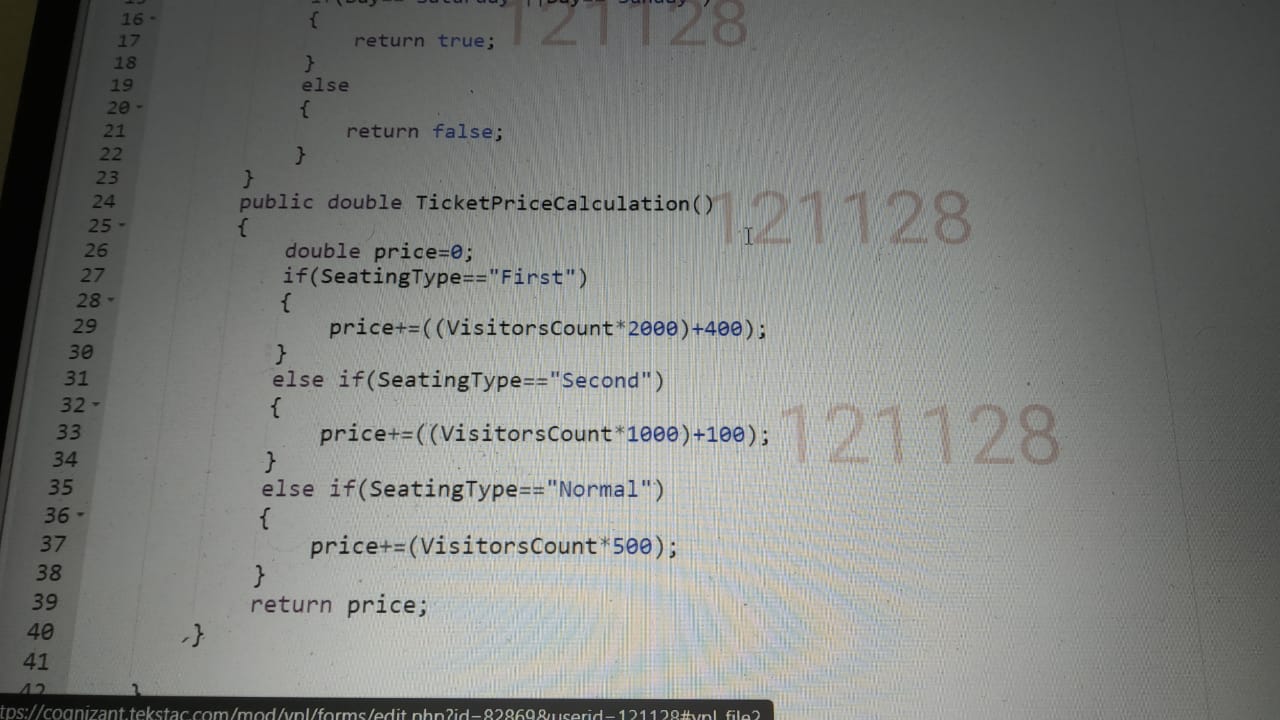 16 {
17 return true;
18 }
19 else
20 {
21 return false;
22 }
23 }
24 public double TicketPriceCalculation()
25 {
26 double price=0;
27 if(SeatingType=="First")
28 {
29 price+=((VisitorsCount*2000)+400);
30 }
31 else if(SeatingType=="Second")
32 {
33 price+=((VisitorsCount*1000)+100);
34 }
35 else if(SeatingType=="Normal")
36 {
37 price+=(VisitorsCount*500);
38 }
39 return price;
40 }
41
42 }
121128
121128
121128
tps://cognizant.tekstac.com/mod/vpl/forms/edit.php?id=82869&userid=121128#vpl_file2